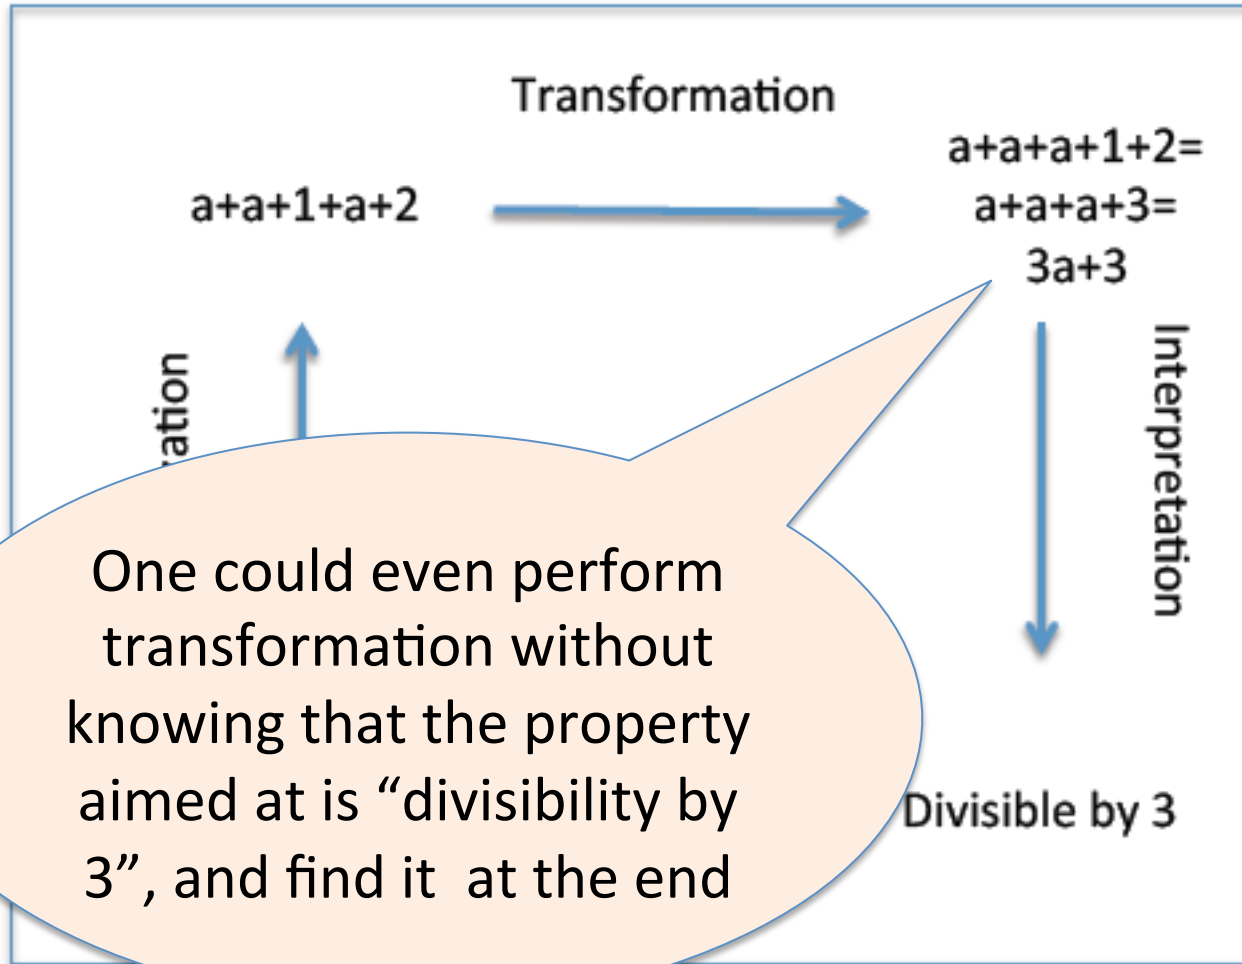 Transformation
a+a+a+1+2=
a+a+1+a+2
a+a+a+3=
3a+3
Interpretation
One could even perform
transformation without
knowing that the property
aimed at is “divisibility by
3”, and find it at the end
Divisible by 3